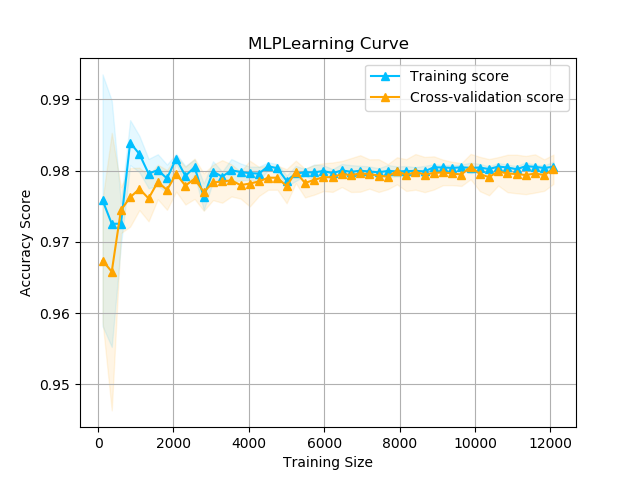 MLPLearning Curve
Training score
Cross-validation score
0.99
0.98
0.97
0.96
0.95
Accuracy Score
0 2000 4000 6000 8000 10000 12000
Training Size